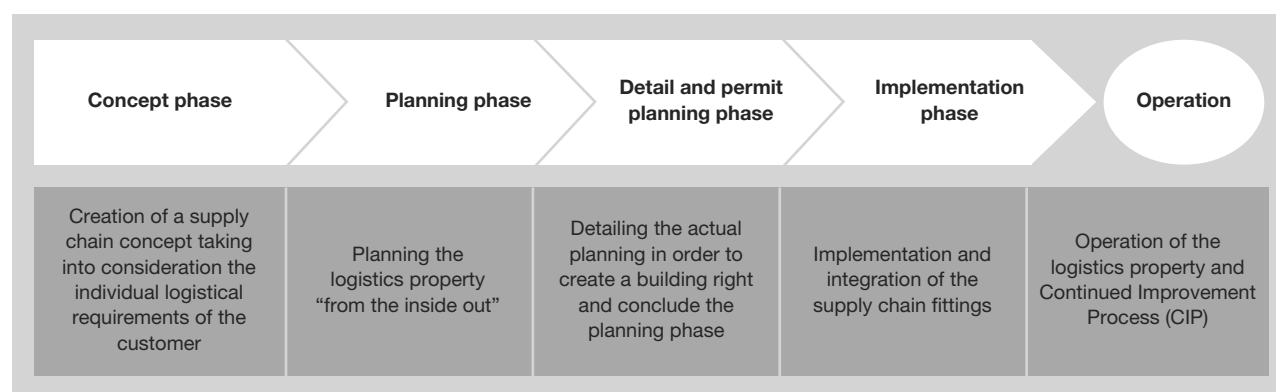 Concept phase
Planning phase
Detail and permit
planning phase
Implementation
phase
Operation
Creation of a supply
chain concept taking
into consideration the
individual logistical
requirements of the
customer
Planning the
logistics property
“from the inside out”
Detailing the actual
planning in order to
create a building right
and conclude the
planning phase
Implementation and
integration of the
supply chain fittings
Operation of the
logistics property and
Continued Improvement
Process (CIP)